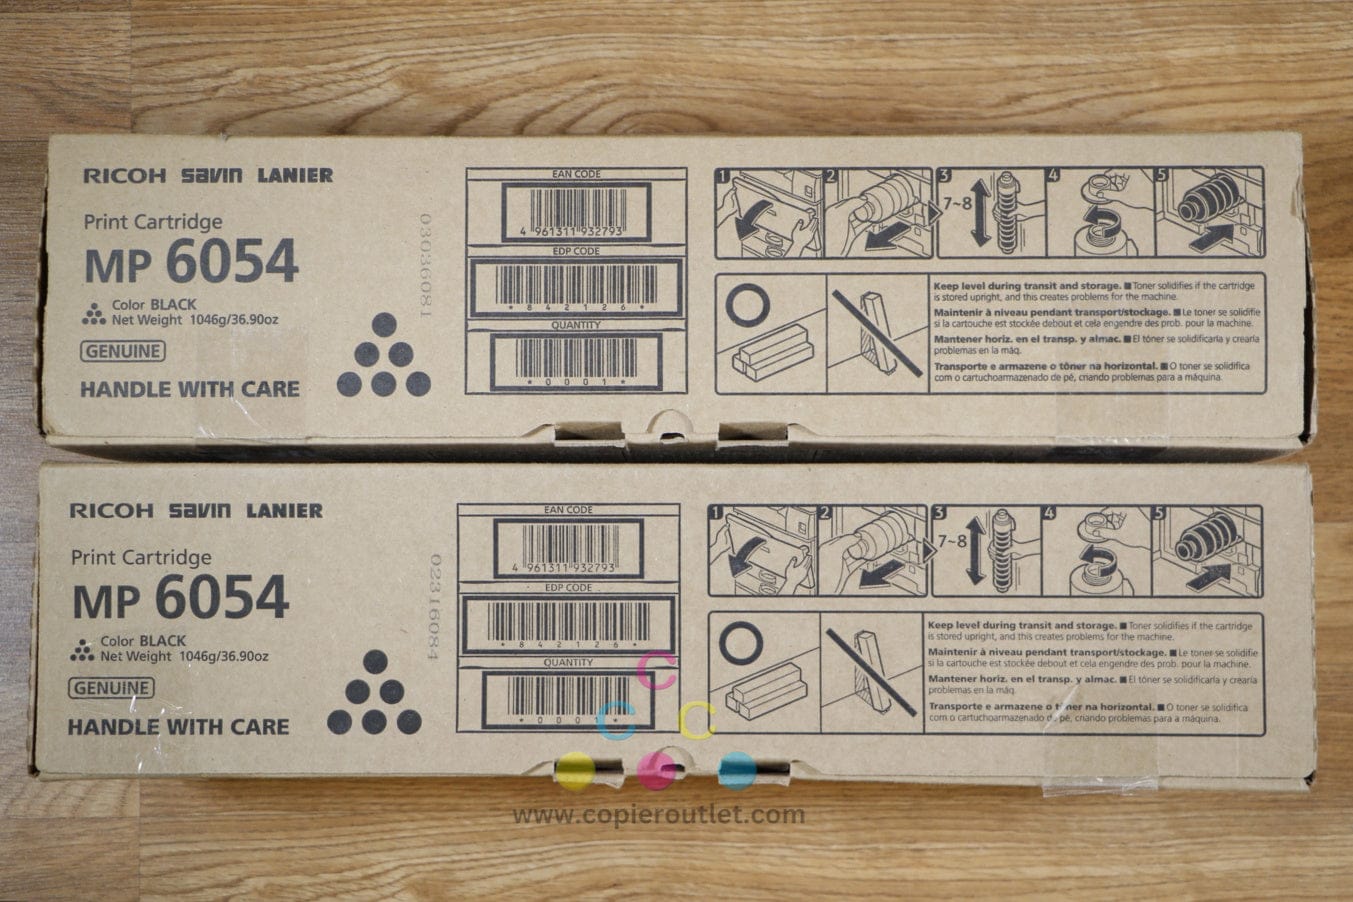 RICOH savin LANIER
Print Cartridge
MP 6054
Color BLACK
Net Weight 1046g/36.90oz
GENUINE
HANDLE WITH CARE
03036081
EAN CODE
4 961311 932793
EDP CODE
* 8 4 2 1 2 6 *
QUANTITY
* 0 0 0 1 *
1 2 3 4 5
7~8
Keep level during transit and storage. ■ Toner solidifies if the cartridge
is stored upright, and this creates problems for the machine.
Maintenir à niveau pendant transport/stockage. ■ Le toner se solidifie
si la cartouche est stockée debout et cela engendre des prob. pour la machine.
Mantener horiz. en el transp. y almac. ■ El tóner se solidificaría y crearía
problemas en la máq.
Transporte e armazene o tôner na horizontal. ■ O toner se solidifica
com o cartuchoarmazenado de pé, criando problemas para a máquina.
RICOH savin LANIER
Print Cartridge
MP 6054
Color BLACK
Net Weight 1046g/36.90oz
GENUINE
HANDLE WITH CARE
02316084
EAN CODE
4 961311 932793
EDP CODE
* 8 4 2 1 2 6 *
QUANTITY
* 0 0 0 *
1 2 3 4 5
7~8
Keep level during transit and storage. ■ Toner solidifies if the cartridge
is stored upright, and this creates problems for the machine.
Maintenir à niveau pendant transport/stockage. ■ Le toner se solidifie
si la cartouche est stockée debout et cela engendre des prob. pour la machine.
Mantener horiz. en el transp. y almac. ■ El tóner se solidificaría y crearía
problemas en la máq.
Transporte e armazene o tôner na horizontal. ■ O toner se solidifica
com o cartuchoarmazenado de pé, criando problemas para a máquina.
C
C C
www.copieroutlet.com